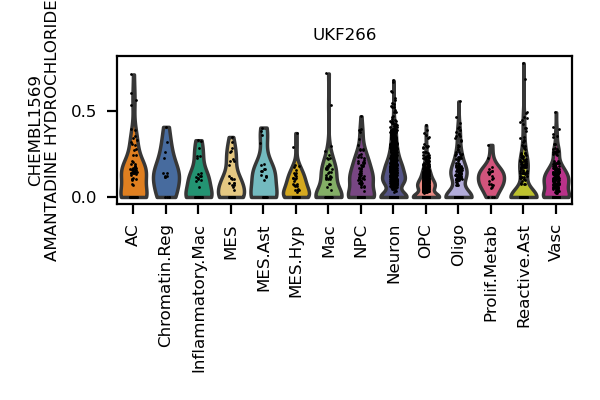 UKF266
CHEMBL1569
AMANTADINE HYDROCHLORIDE
0.5
0.0
AC
Chromatin.Reg
Inflammatory.Mac
MES
MES.Ast
MES.Hyp
Mac
NPC
Neuron
OPC
Oligo
Prolif.Metab
Reactive.Ast
Vasc